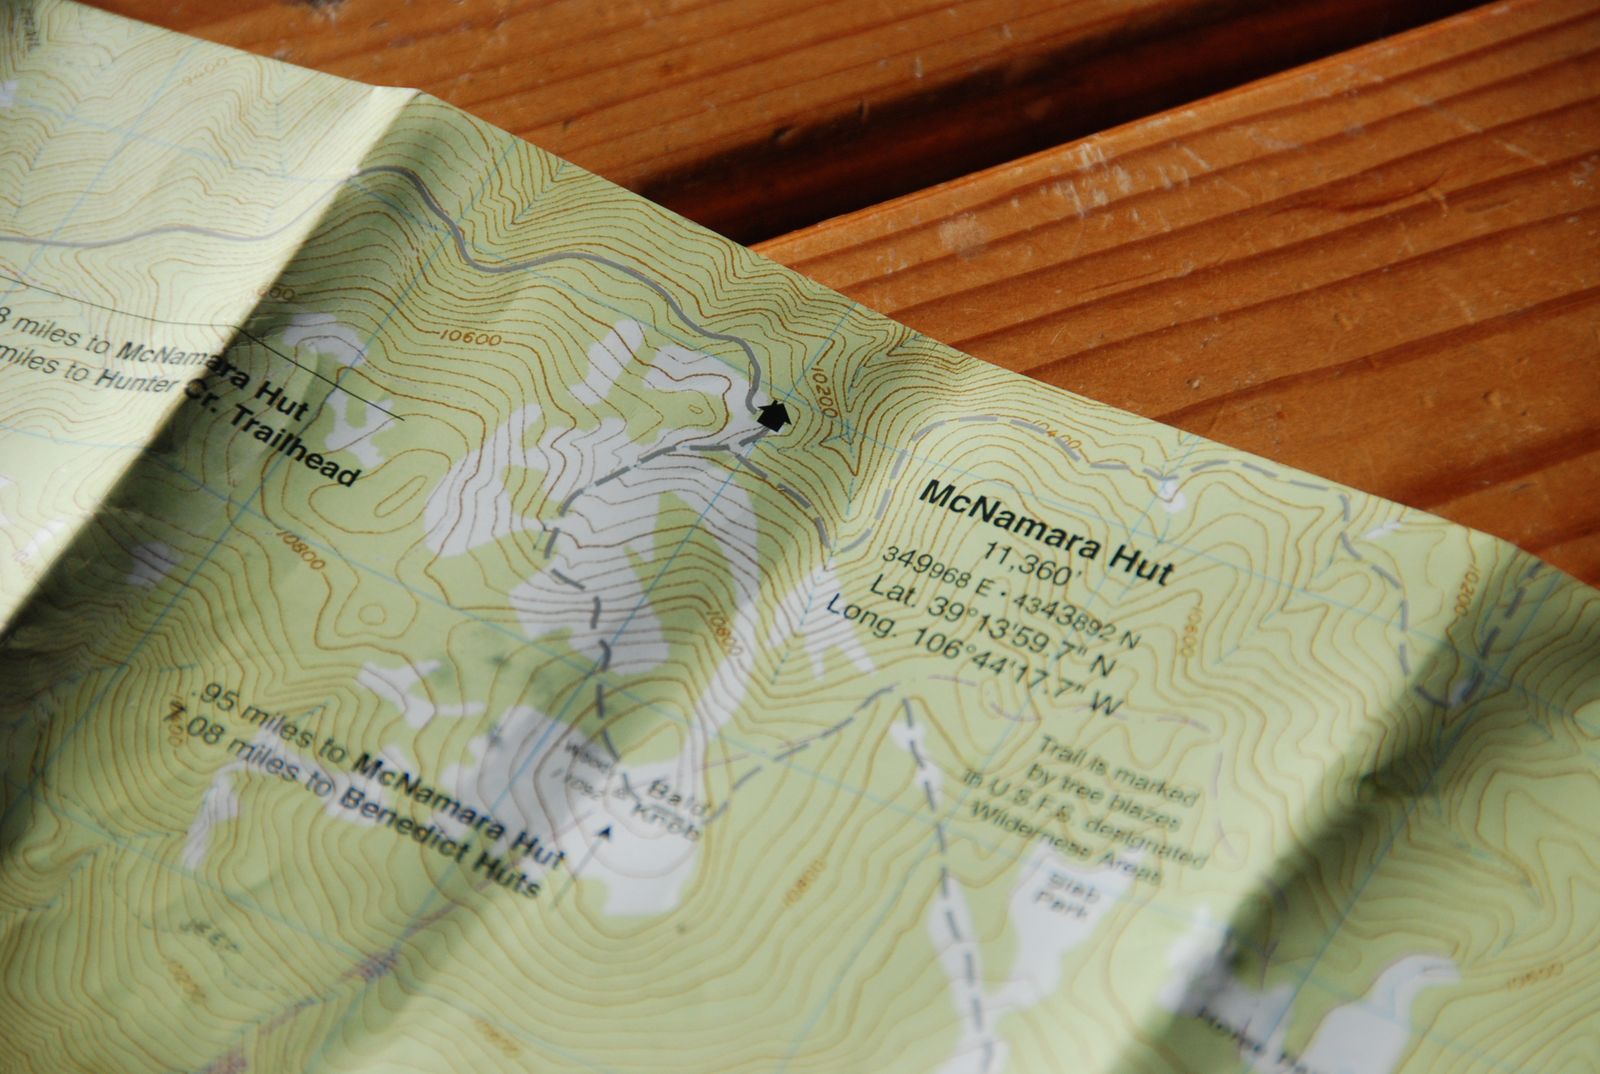 9400
10600
8 miles to McNamara Hut
miles to Hunter Cr. Trailhead
10200
10400
McNamara Hut
11,360'
349968 E • 4343892 N
Lat. 39°13'59.7" N
Long. 106°44'17.7" W
10200
10600
10800
10800
.95 miles to McNamara Hut
7.08 miles to Benedict Huts
Bald
Knob
Trail is marked
by tree blazes
in U.S.F.S. designated
Wilderness Areas
Slab
Park